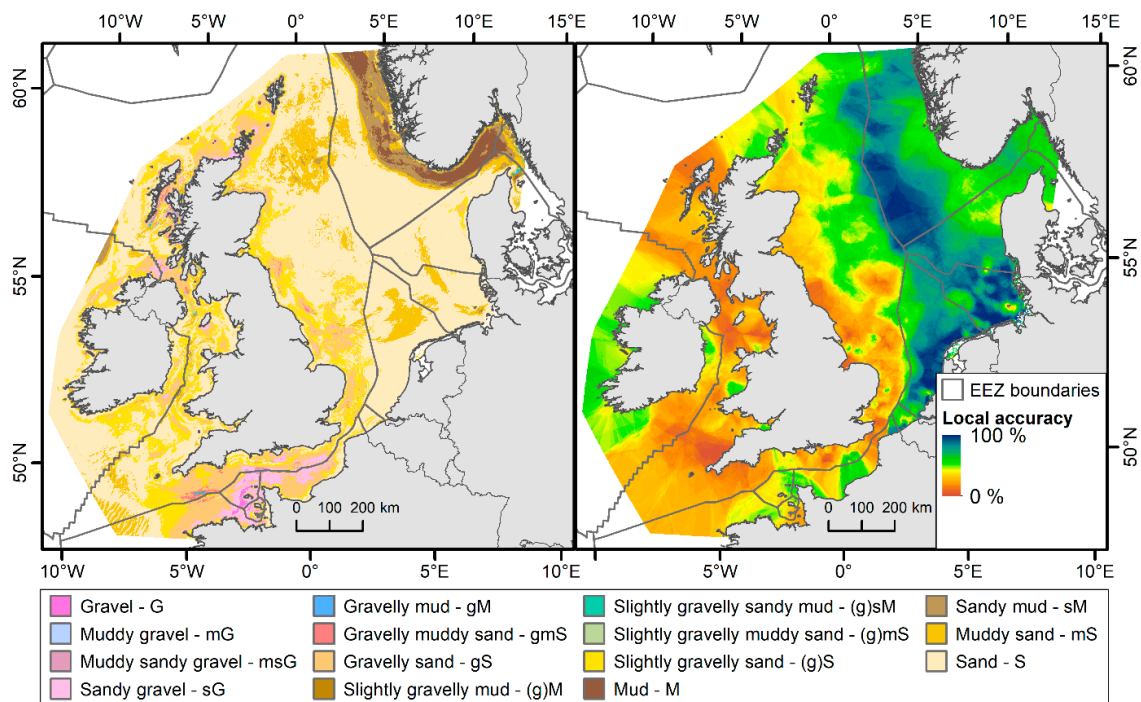 10°W 5°W 0° 5°E 10°E 15°E 10°W 5°W 0° 5°E 10°E 15°E
60°N 60°N
55°N 55°N
50°N 50°N
0 100 200 km
0 100 200 km
EEZ boundaries
Local accuracy
100 %
0 %
10°W 5°W 0° 5°E 10°E 5°W 0° 5°E 10°E
Gravel - G Gravelly mud - gM Slightly gravelly sandy mud - (g)sM Sandy mud - sM
Muddy gravel - mG Gravelly muddy sand - gmS Slightly gravelly muddy sand - (g)mS Muddy sand - mS
Muddy sandy gravel - msG Gravelly sand - gS Slightly gravelly sand - (g)S Sand - S
Sandy gravel - sG Slightly gravelly mud - (g)M Mud - M